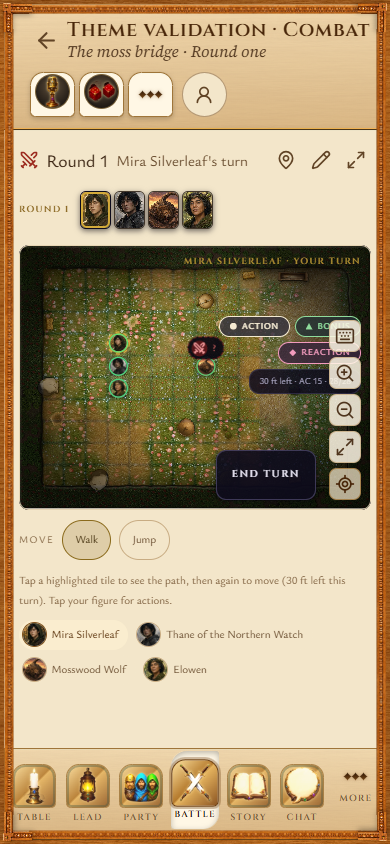 Theme validation · Combat
The moss bridge · Round one
Round 1 Mira Silverleaf's turn
ROUND 1
MIRA SILVERLEAF · YOUR TURN
ACTION
REACTION
30 ft left · AC 15 ·
END TURN
MOVE Walk Jump
Tap a highlighted tile to see the path, then again to move (30 ft left this
turn). Tap your figure for actions.
Mira Silverleaf Thane of the Northern Watch
Mosswood Wolf Elowen
TABLE LEAD PARTY BATTLE STORY CHAT MORE